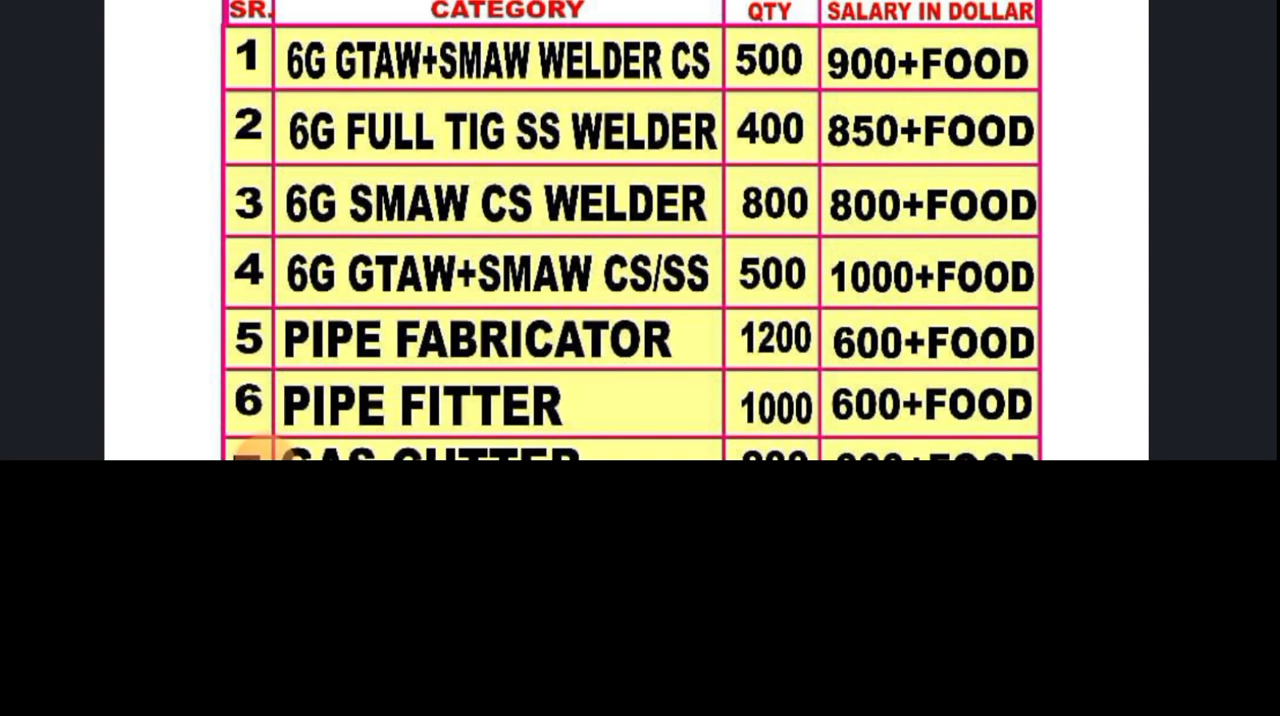 SR. CATEGORY QTY SALARY IN DOLLAR
1 6G GTAW+SMAW WELDER CS 500 900+FOOD
2 6G FULL TIG SS WELDER 400 850+FOOD
3 6G SMAW CS WELDER 800 800+FOOD
4 6G GTAW+SMAW CS/SS 500 1000+FOOD
5 PIPE FABRICATOR 1200 600+FOOD
6 PIPE FITTER 1000 600+FOOD
GAS CUTTER